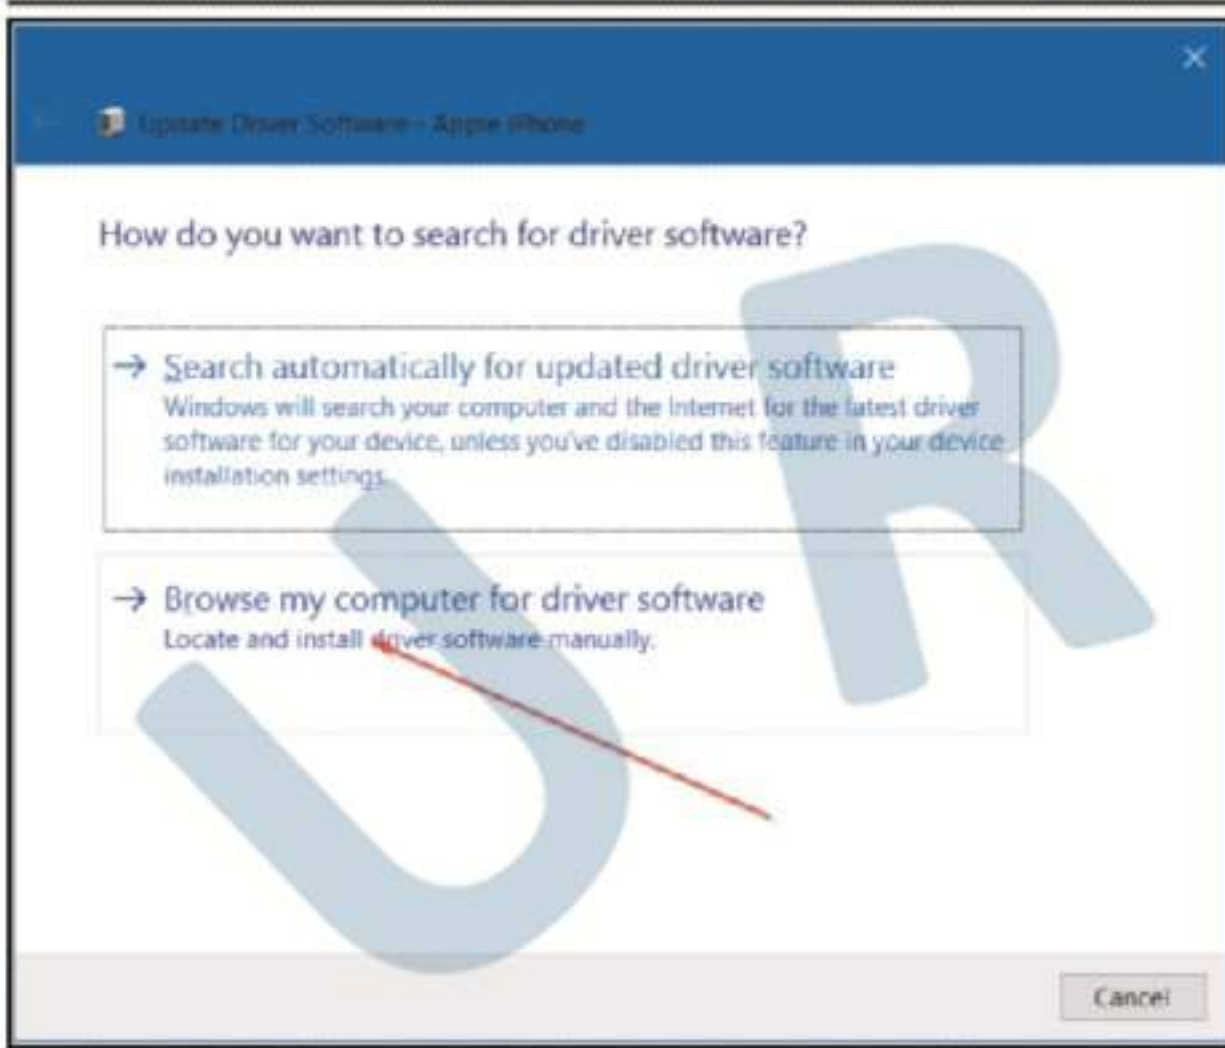 Update Driver Software - Apple iPhone
How do you want to search for driver software?
→ Search automatically for updated driver software
Windows will search your computer and the Internet for the latest driver
software for your device, unless you've disabled this feature in your device
installation settings.
→ Browse my computer for driver software
Locate and install driver software manually.
Cancel
U R